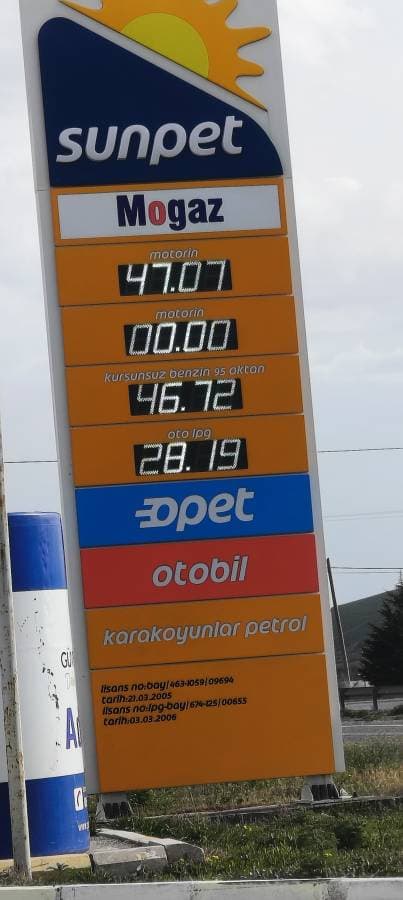 sunpet
Mogaz
motorin
47.07
motorin
00.00
kurşunsuz benzin 95 oktan
46.72
oto lpg
28.19
opet
otobil
karakoyunlar petrol
lisans no:bay/463-1059/09694
tarih:21.03.2005
lisans no:lpg-bay/674-125/00655
tarih:03.03.2006